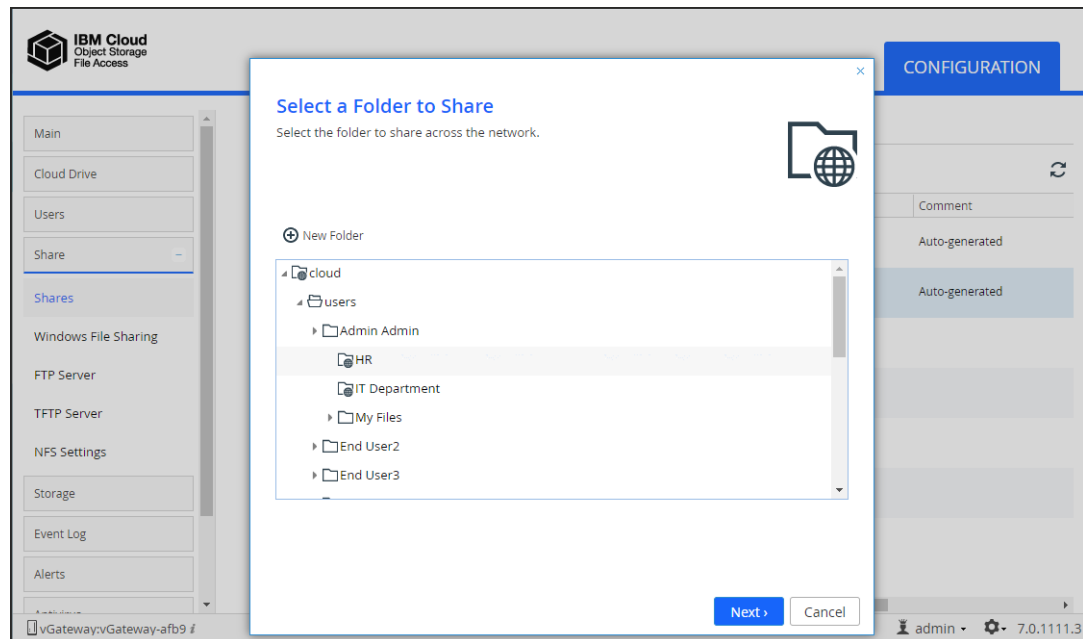 IBM Cloud
Object Storage
File Access
CONFIGURATION
×
Select a Folder to Share
Select the folder to share across the network.
Main
Cloud Drive
Users
Share
Shares
Windows File Sharing
FTP Server
TFTP Server
NFS Settings
Storage
Event Log
Alerts
New Folder
cloud
users
Admin Admin
HR
IT Department
My Files
End User2
End User3
Comment
Auto-generated
Auto-generated
Next ›
Cancel
vGateway:vGateway-afb9 i
admin
7.0.1111.3